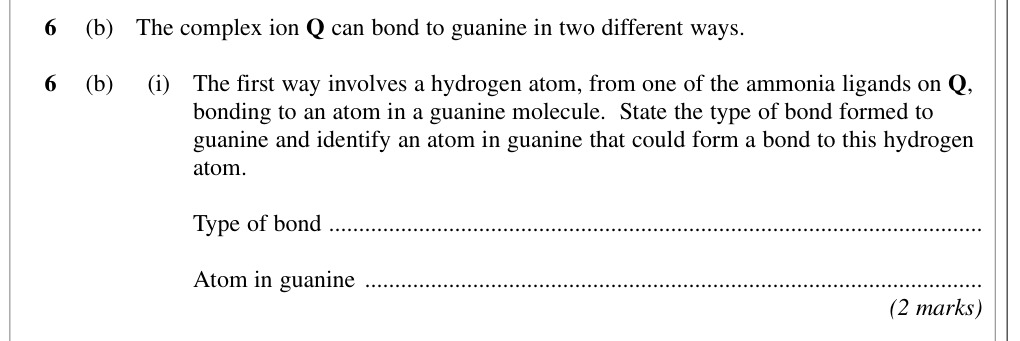 6 (b) The complex ion Q can bond to guanine in two different ways.
6 (b) (i) The first way involves a hydrogen atom, from one of the ammonia ligands on Q,
bonding to an atom in a guanine molecule. State the type of bond formed to
guanine and identify an atom in guanine that could form a bond to this hydrogen
atom.
Type of bond ..............................................................................................................
Atom in guanine ........................................................................................................
(2 marks)